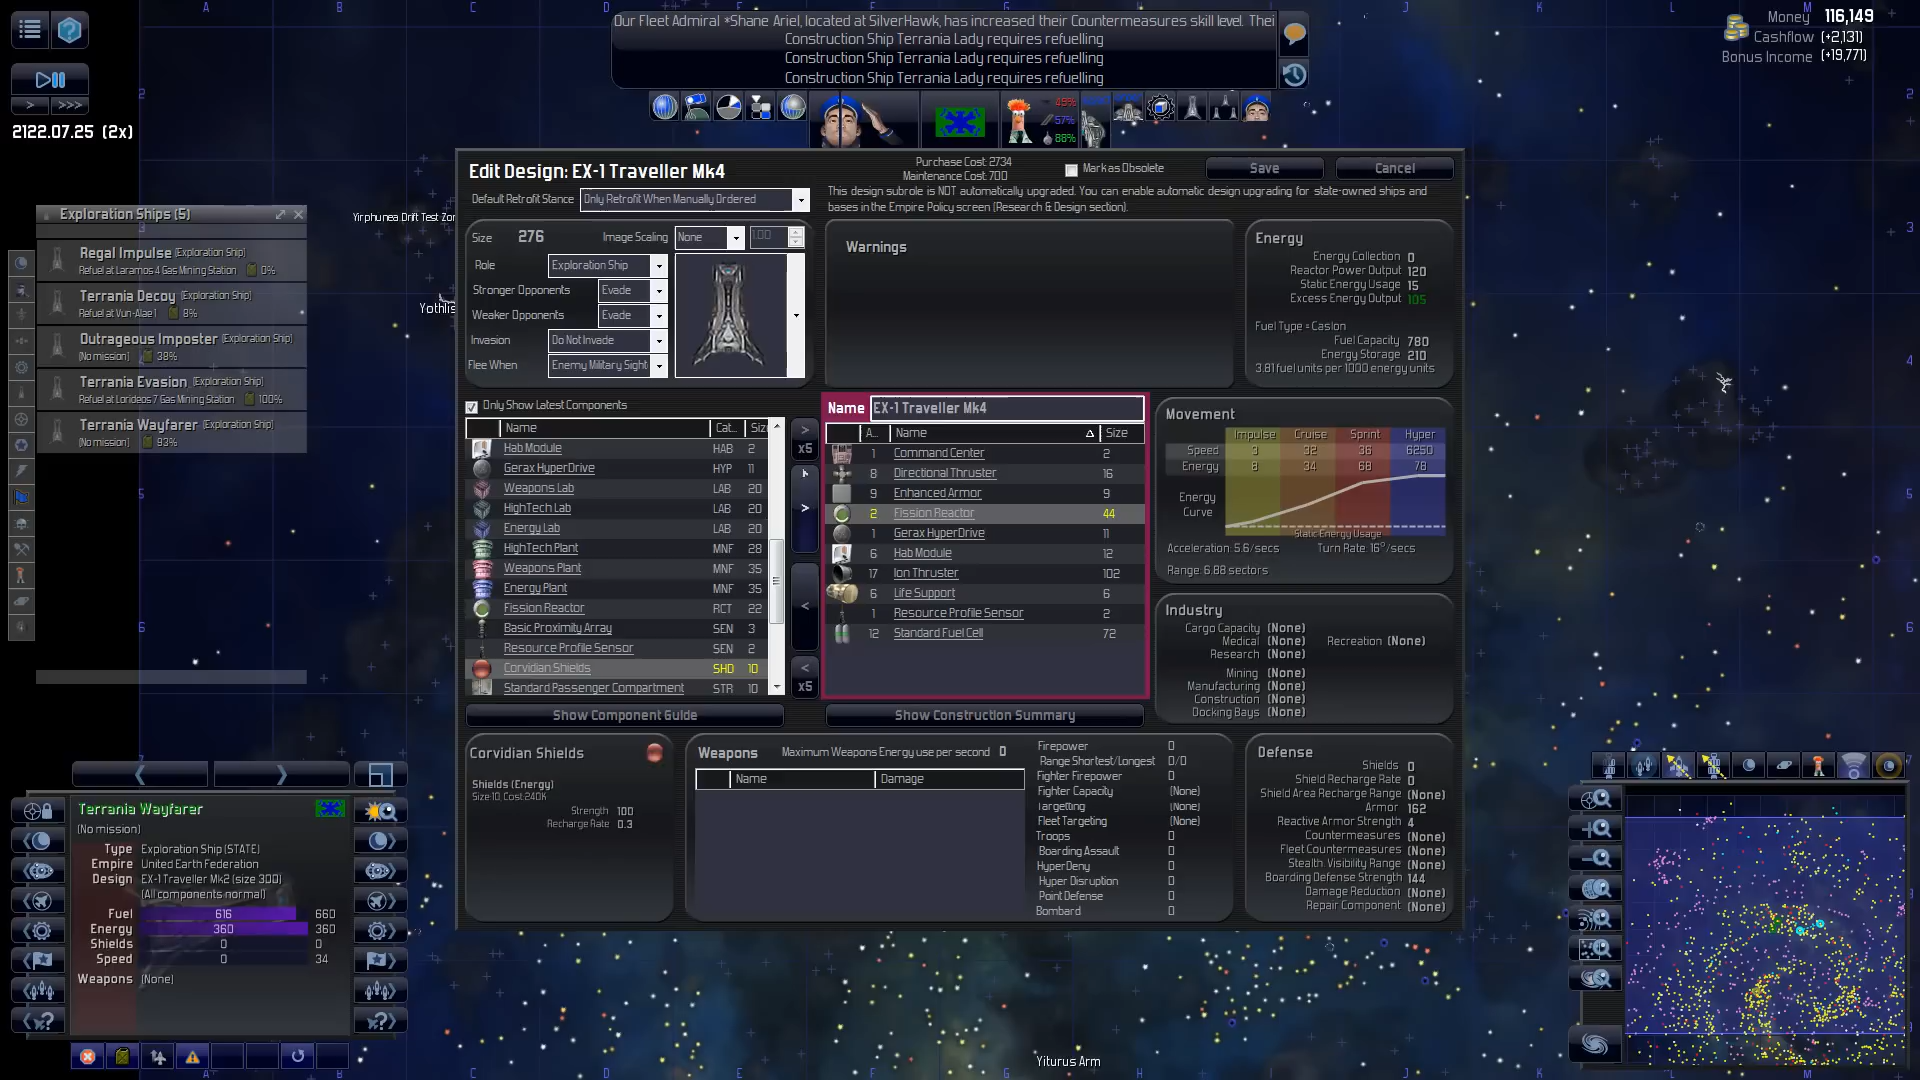 Our Fleet Admiral *Shane Ariel, located at SilverHawk, has increased their Countermeasures skill level. Thei
Construction Ship Terrania Lady requires refuelling
Construction Ship Terrania Lady requires refuelling
Construction Ship Terrania Lady requires refuelling
Money 116,149
Cashflow (+2,131)
Bonus Income (+19,771)
2122.07.25 (2x)
49%
57%
88%
Edit Design: EX-1 Traveller Mk4
Purchase Cost: 2734
Maintenance Cost: 700
Mark as Obsolete
Save
Cancel
Default Retrofit Stance Only Retrofit When Manually Ordered
This design subrole is NOT automatically upgraded. You can enable automatic design upgrading for state-owned ships and
bases in the Empire Policy screen (Research & Design section).
Size 276
Image Scaling None 1.00
Role Exploration Ship
Stronger Opponents Evade
Weaker Opponents Evade
Invasion Do Not Invade
Flee When Enemy Military Sight
Warnings
Energy
Energy Collection 0
Reactor Power Output 120
Static Energy Usage 15
Excess Energy Output 105
Fuel Type = Caslon
Fuel Capacity 780
Energy Storage 210
3.81 fuel units per 1000 energy units
Exploration Ships (5)
Regal Impulse (Exploration Ship)
Refuel at Laramos 4 Gas Mining Station 0%
Terrania Decoy (Exploration Ship)
Refuel at Vun-Alae 1 8%
Outrageous Imposter (Exploration Ship)
(No mission) 38%
Terrania Evasion (Exploration Ship)
Refuel at Lorideos 7 Gas Mining Station 100%
Terrania Wayfarer (Exploration Ship)
(No mission) 93%
Yirphunea Drift Test Zon
Yothlis
Only Show Latest Components
Name Cat... Siz
Hab Module HAB 2
Gerax HyperDrive HYP 11
Weapons Lab LAB 20
HighTech Lab LAB 20
Energy Lab LAB 20
HighTech Plant MNF 28
Weapons Plant MNF 35
Energy Plant MNF 35
Fission Reactor RCT 22
Basic Proximity Array SEN 3
Resource Profile Sensor SEN 2
Corvidian Shields SHD 10
Standard Passenger Compartment STR 10
>
x5
>
<
<
x5
Name EX-1 Traveller Mk4
A... Name Size
1 Command Center 2
8 Directional Thruster 16
9 Enhanced Armor 9
2 Fission Reactor 44
1 Gerax HyperDrive 11
6 Hab Module 12
17 Ion Thruster 102
6 Life Support 6
1 Resource Profile Sensor 2
12 Standard Fuel Cell 72
Movement
Impulse Cruise Sprint Hyper
Speed 3 32 36 6250
Energy 8 34 68 78
Energy
Curve
Static Energy Usage
Acceleration: 5.6/secs Turn Rate: 16°/secs
Range: 6.88 sectors
Industry
Cargo Capacity (None)
Medical (None) Recreation (None)
Research (None)
Mining (None)
Manufacturing (None)
Construction (None)
Docking Bays (None)
Show Component Guide
Show Construction Summary
Corvidian Shields
Shields (Energy)
Size 10, Cost 240K
Strength 100
Recharge Rate 0.3
Weapons Maximum Weapons Energy use per second 0
Name Damage
Firepower 0
Range Shortest/Longest 0/0
Fighter Firepower 0
Fighter Capacity (None)
Targetting (None)
Fleet Targeting (None)
Troops 0
Boarding Assault 0
HyperDeny 0
Hyper Disruption 0
Point Defense 0
Bombard 0
Defense
Shields 0
Shield Recharge Rate 0
Shield Area Recharge Range (None)
Armor 162
Reactive Armor Strength 4
Countermeasures (None)
Fleet Countermeasures (None)
Stealth: Visibility Range (None)
Boarding Defense Strength 144
Damage Reduction (None)
Repair Component (None)
Terrania Wayfarer
(No mission)
Type Exploration Ship (STATE)
Empire United Earth Federation
Design EX-1 Traveller Mk2 (size 300)
(All components normal)
Fuel 616 660
Energy 360 360
Shields 0 0
Speed 0 34
Weapons (None)
Yiturus Arm